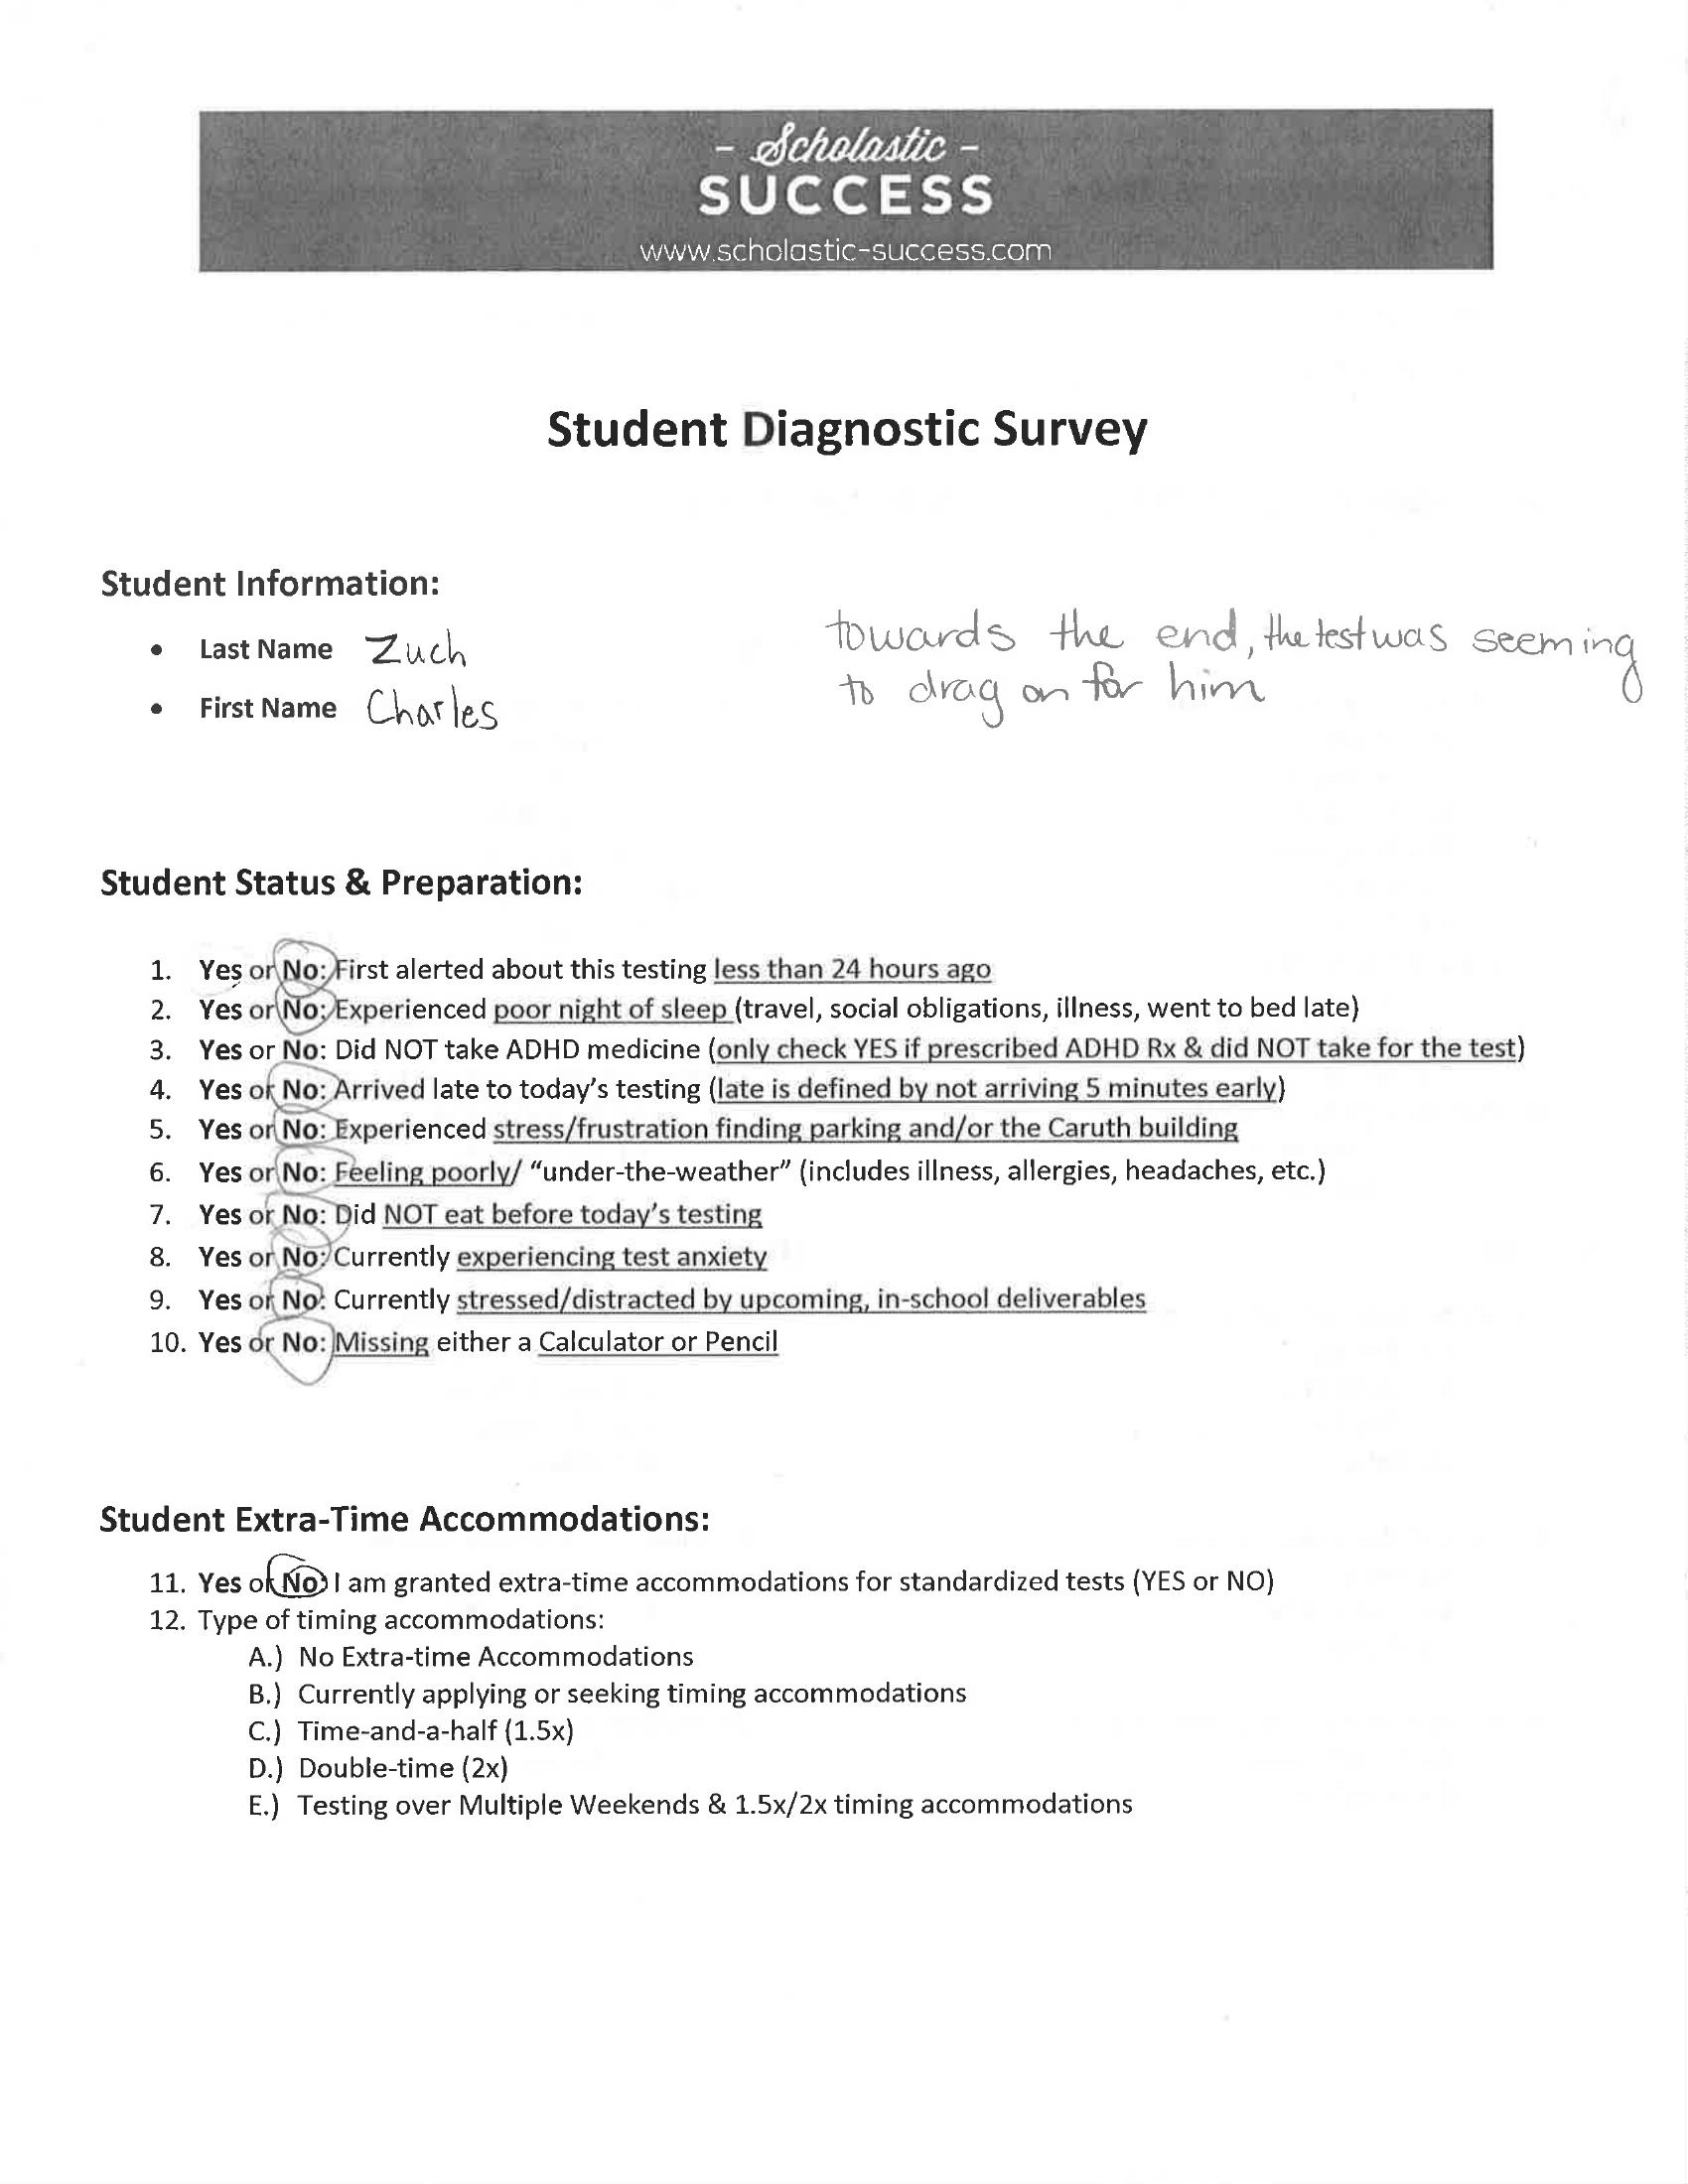 - Scholastic -
SUCCESS
www.scholastic-success.com
Student Diagnostic Survey
Student Information:
• Last Name Zuch
• First Name Charles
towards the end, the test was seeming
to drag on for him
Student Status & Preparation:
1. Yes or No: First alerted about this testing less than 24 hours ago
2. Yes or No: Experienced poor night of sleep (travel, social obligations, illness, went to bed late)
3. Yes or No: Did NOT take ADHD medicine (only check YES if prescribed ADHD Rx & did NOT take for the test)
4. Yes or No: Arrived late to today's testing (late is defined by not arriving 5 minutes early)
5. Yes or No: Experienced stress/frustration finding parking and/or the Caruth building
6. Yes or No: Feeling poorly/ “under-the-weather” (includes illness, allergies, headaches, etc.)
7. Yes or No: Did NOT eat before today's testing
8. Yes or No: Currently experiencing test anxiety
9. Yes or No: Currently stressed/distracted by upcoming, in-school deliverables
10. Yes or No: Missing either a Calculator or Pencil
Student Extra-Time Accommodations:
11. Yes or No: I am granted extra-time accommodations for standardized tests (YES or NO)
12. Type of timing accommodations:
A.) No Extra-time Accommodations
B.) Currently applying or seeking timing accommodations
C.) Time-and-a-half (1.5x)
D.) Double-time (2x)
E.) Testing over Multiple Weekends & 1.5x/2x timing accommodations